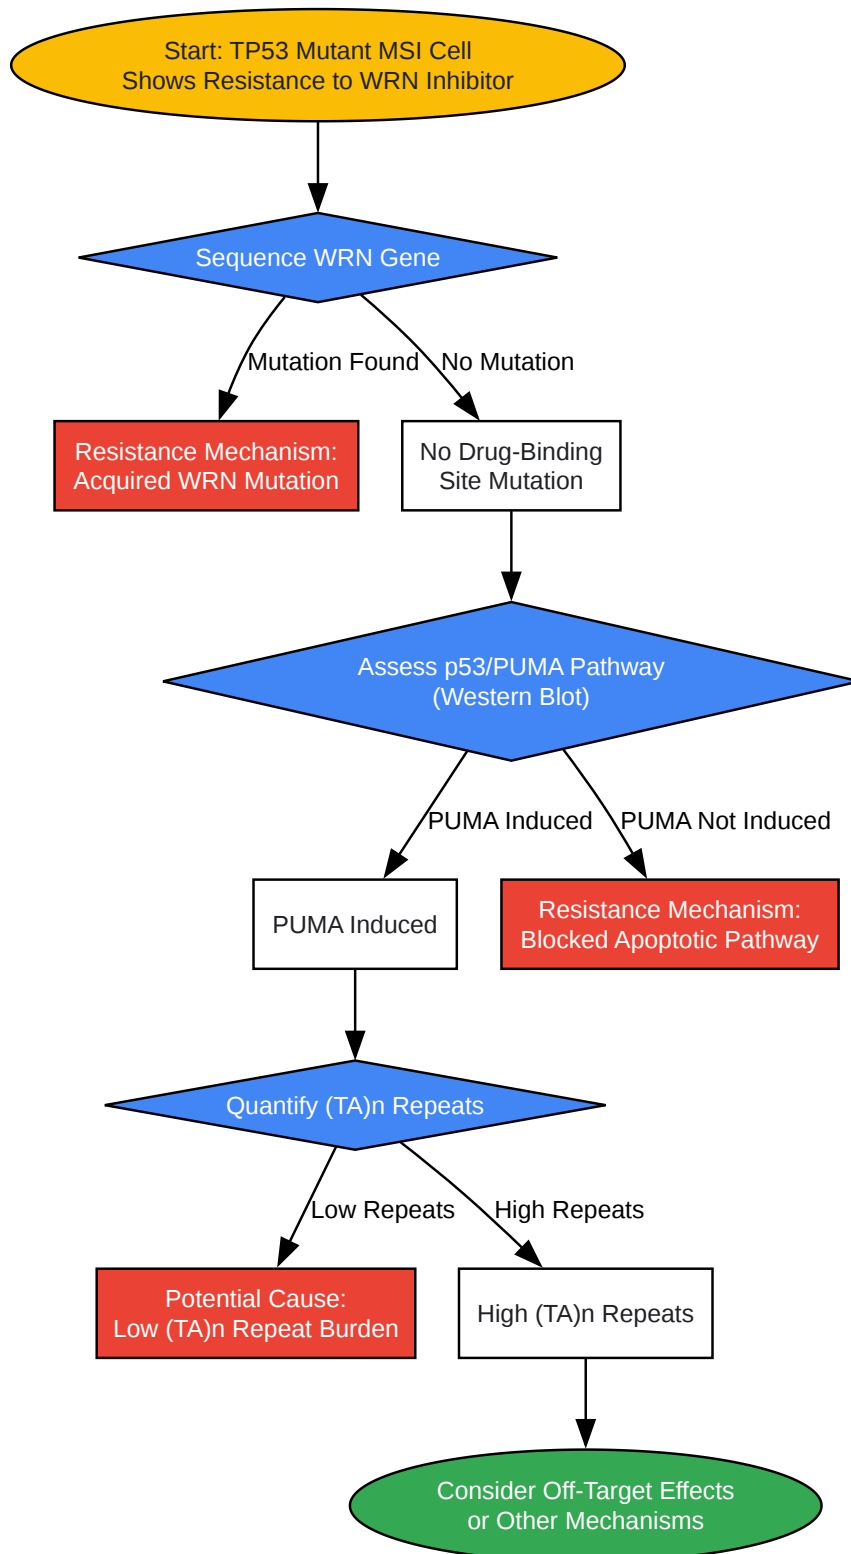 Start: TP53 Mutant MSI Cell
Shows Resistance to WRN Inhibitor
Sequence WRN Gene
Mutation Found
No Mutation
Resistance Mechanism:
Acquired WRN Mutation
No Drug-Binding
Site Mutation
Assess p53/PUMA Pathway
(Western Blot)
PUMA Induced
PUMA Not Induced
PUMA Induced
Resistance Mechanism:
Blocked Apoptotic Pathway
Quantify (TA)n Repeats
Low Repeats
High Repeats
Potential Cause:
Low (TA)n Repeat Burden
High (TA)n Repeats
Consider Off-Target Effects
or Other Mechanisms